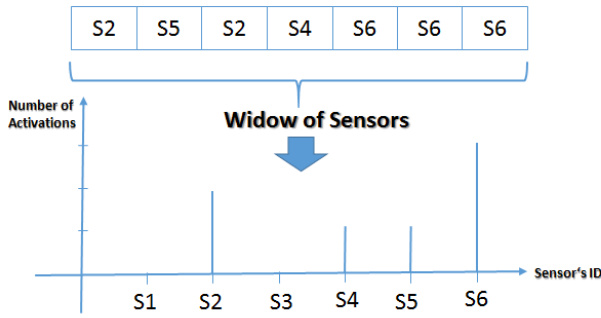 S2 S5 S2 S4 S6 S6 S6
Number of
Activations
Widow of Sensors
Sensor's ID
S1 S2 S3 S4 S5 S6